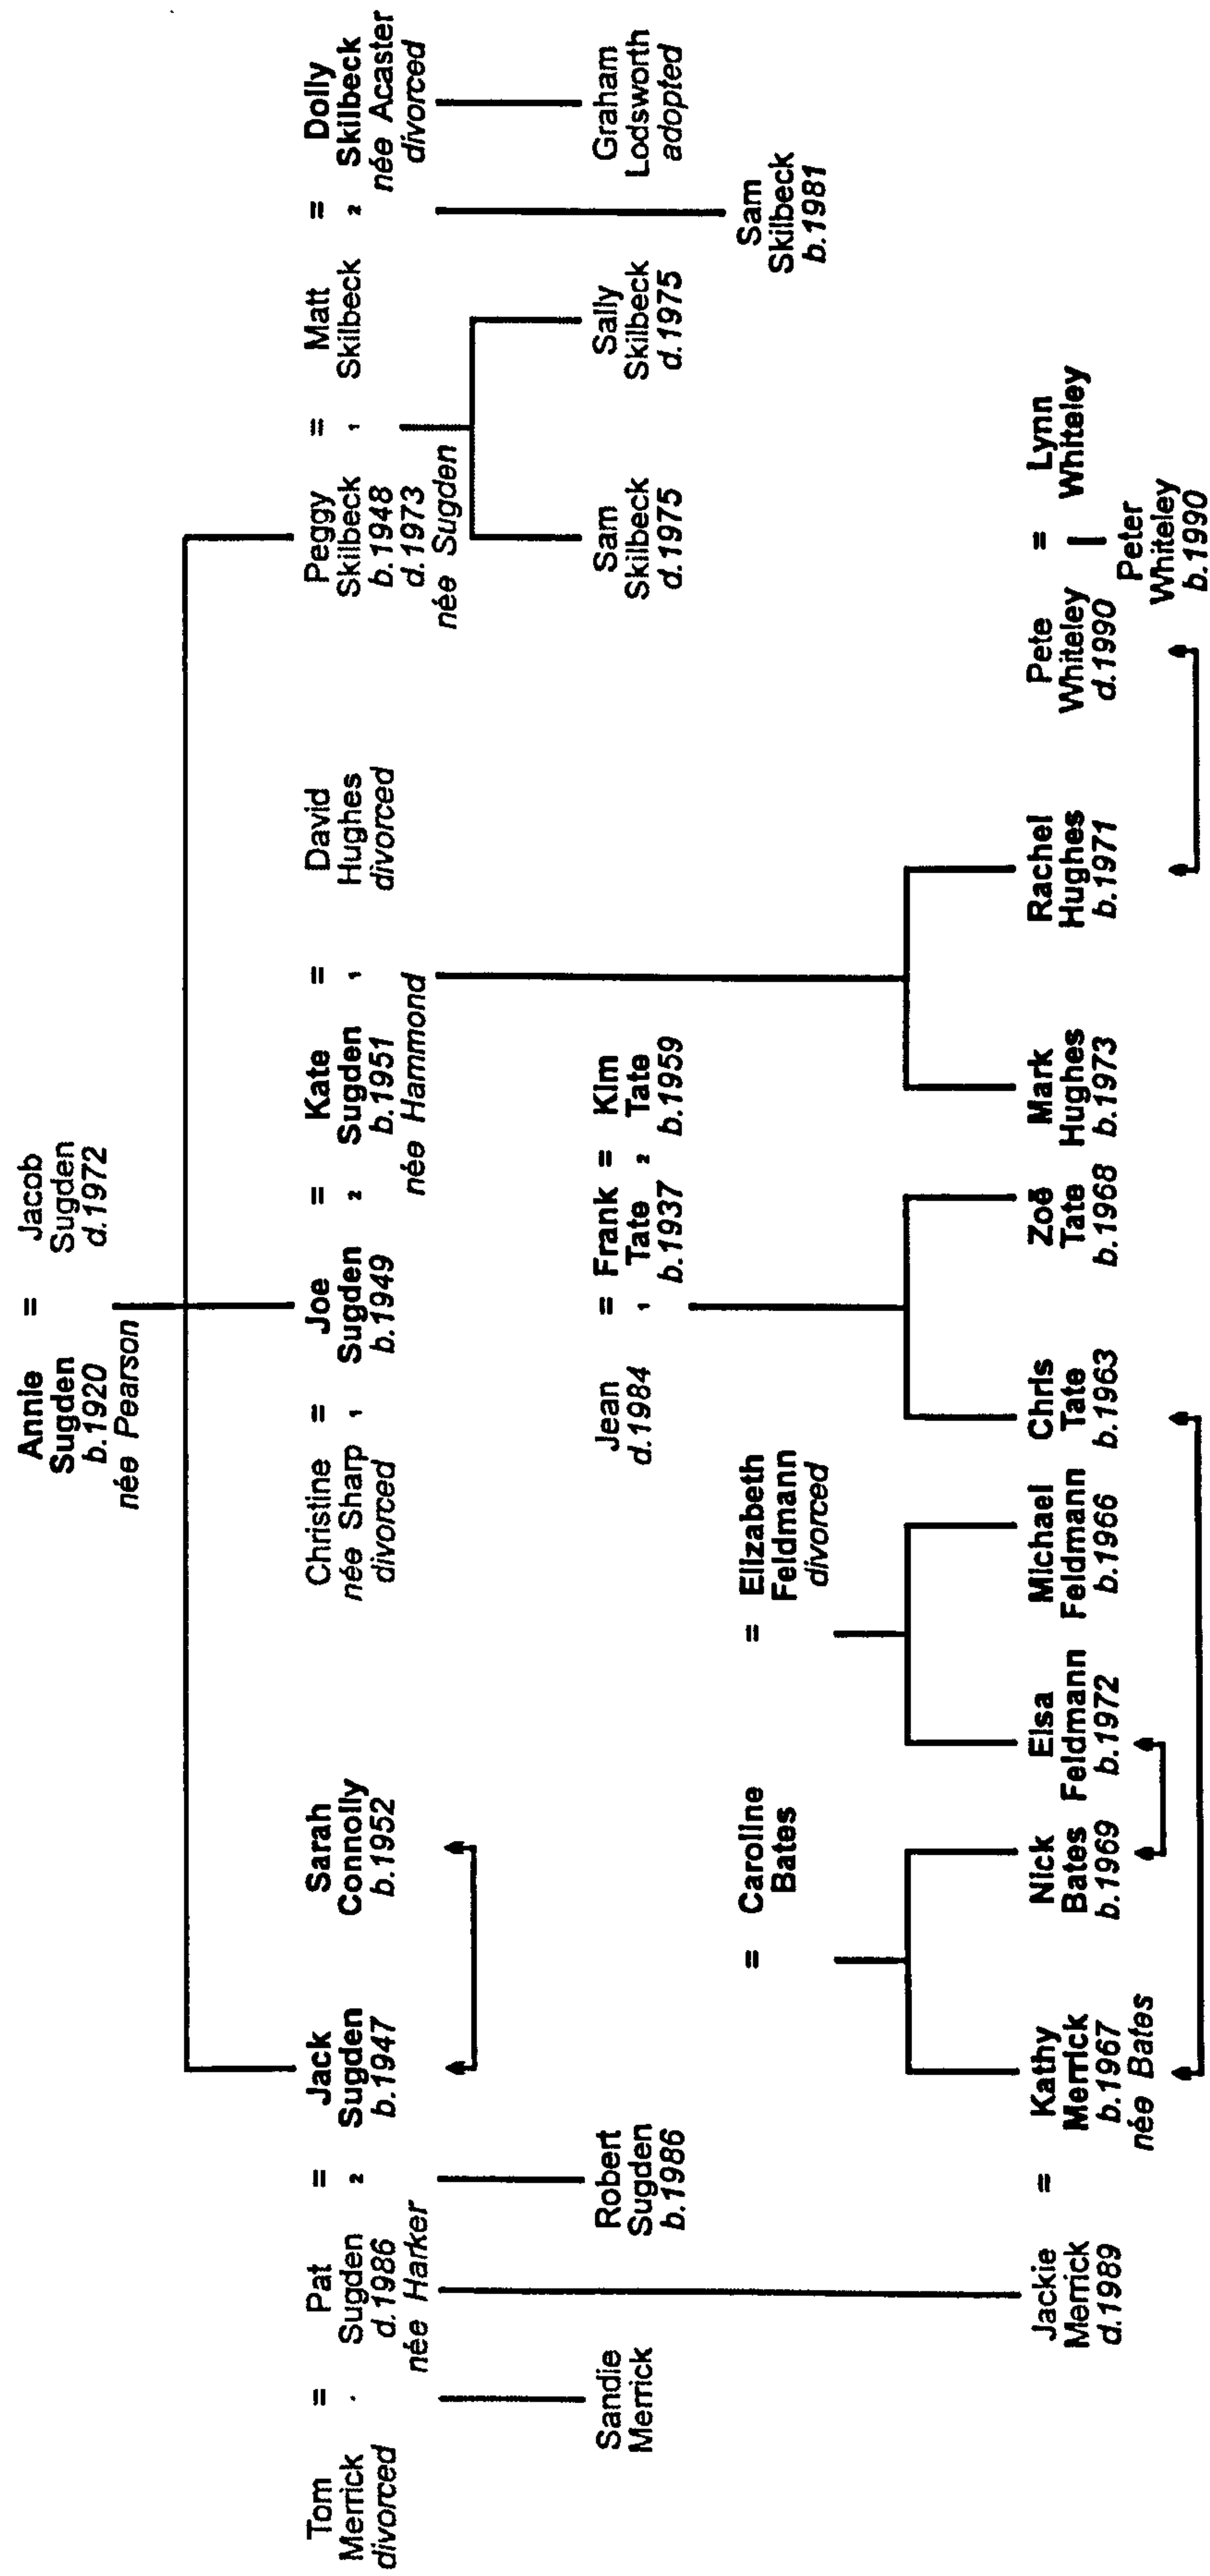 Annie
Sugden
b.1920
née Pearson
=
Jacob
Sugden
d.1972
Tom
Merrick
divorced
=
Pat
Sugden
d.1986
née Harker
=
2
Jack
Sugden
b.1947
Sarah
Connolly
b.1952
Christine
née Sharp
divorced
=
1
Joe
Sugden
b.1949
=
2
Kate
Sugden
b.1951
née Hammond
=
1
David
Hughes
divorced
Peggy
Skilbeck
b.1948
d.1973
née Sugden
=
1
Matt
Skilbeck
=
2
Dolly
Skilbeck
née Acaster
divorced
Sandie
Merrick
Robert
Sugden
b.1986
Jean
d.1984
=
1
Frank
Tate
b.1937
=
2
Kim
Tate
b.1959
Sam
Skilbeck
d.1975
Sally
Skilbeck
d.1975
Graham
Lodsworth
adopted
=
Caroline
Bates
=
Elizabeth
Feldmann
divorced
Sam
Skilbeck
b.1981
Jackie
Merrick
d.1989
=
Kathy
Merrick
b.1967
née Bates
Nick
Bates
b.1969
Elsa
Feldmann
b.1972
Michael
Feldmann
b.1966
Chris
Tate
b.1963
Zoë
Tate
b.1968
Mark
Hughes
b.1973
Rachel
Hughes
b.1971
Pete
Whiteley
d.1990
=
Lynn
Whiteley
Peter
Whiteley
b.1990